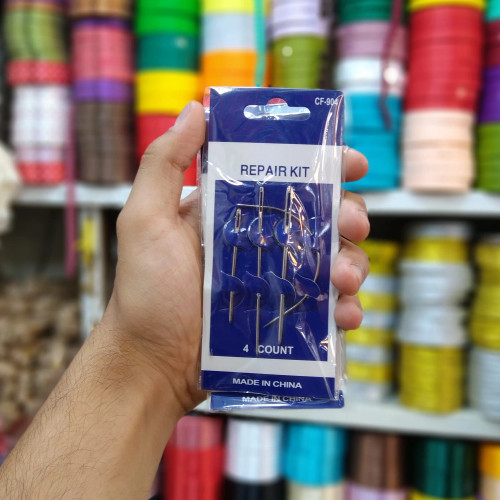 CF-904
REPAIR KIT
4 COUNT
MADE IN CHINA
MADE IN CHINA